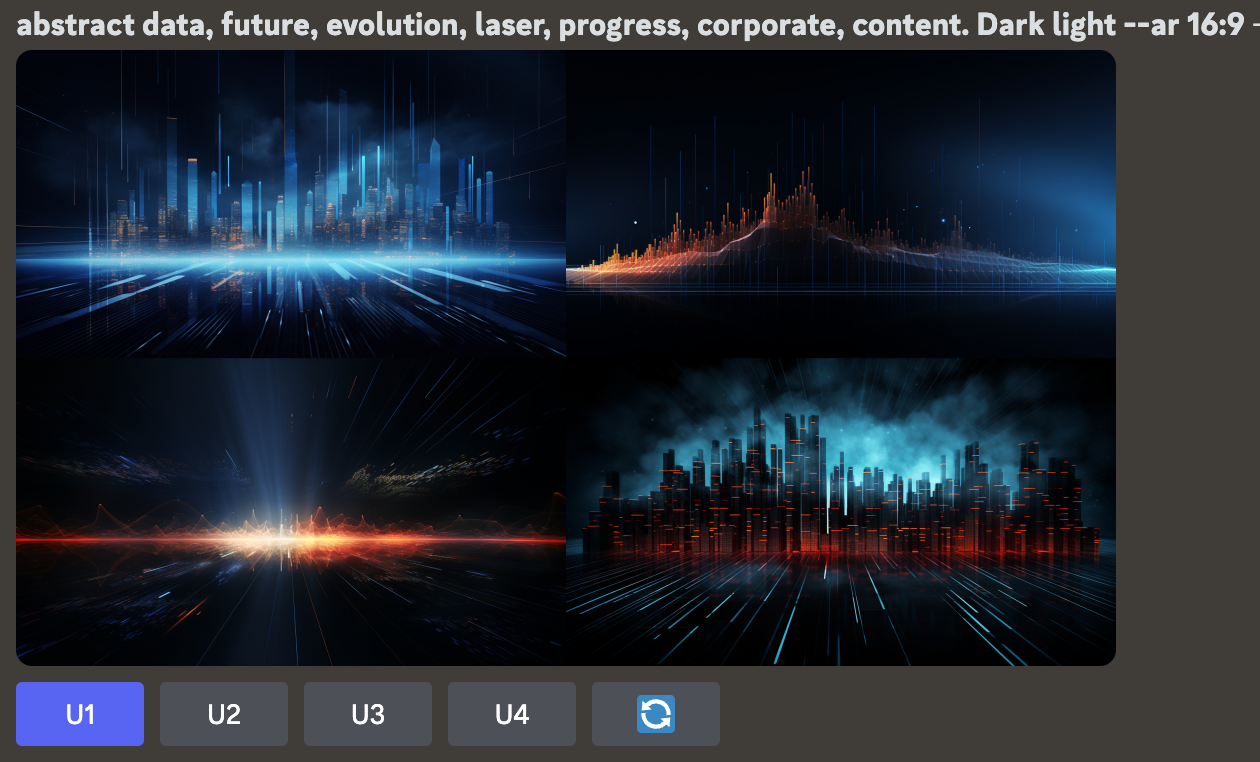 abstract data, future, evolution, laser, progress, corporate, content. Dark light --ar 16:9 -
U1 U2 U3 U4